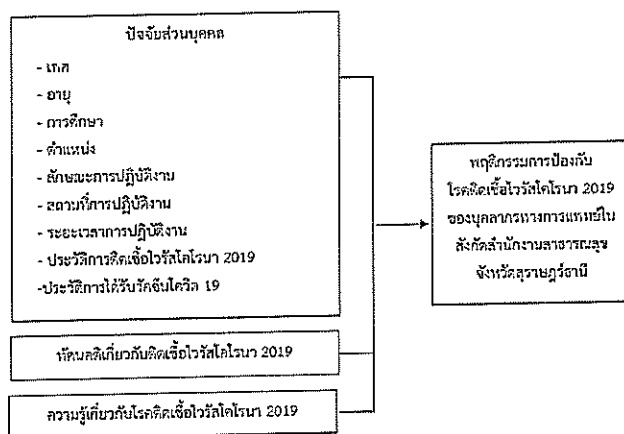 ปัจจัยส่วนบุคคล
- เพศ
- อายุ
- การศึกษา
- ตำแหน่ง
- ลักษณะการปฏิบัติงาน
- สถานที่การปฏิบัติงาน
- ระยะเวลาการปฏิบัติงาน
- ประวัติการติดเชื้อไวรัสโคโรนา 2019
-ประวัติการได้รับวัคซีนโควิด 19
ทัศนคติเกี่ยวกับติดเชื้อไวรัสโคโรนา 2019
ความรู้เกี่ยวกับโรคติดเชื้อไวรัสโคโรนา 2019
พฤติกรรมการป้องกัน
โรคติดเชื้อไวรัสโคโรนา 2019
ของบุคลากรทางการแพทย์ใน
สังกัดสำนักงานสาธารณสุข
จังหวัดสุราษฎร์ธานี